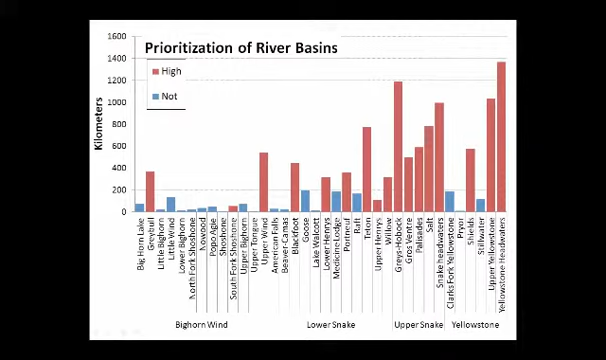 Prioritization of River Basins
High
Not
Kilometers
1600
1400
1200
1000
800
600
400
200
0
Big Horn Lake
Greybull
Little Bighorn
Little Wind
Lower Bighorn
North Fork Shoshone
Nowood
Popo Agie
Shoshone
South Fork Shoshone
Upper Bighorn
Upper Tongue
Upper Wind
American Falls
Beaver-Camas
Blackfoot
Goose
Lake Walcott
Lower Henrys
Medicine Lodge
Portneuf
Raft
Teton
Upper Henrys
Willow
Greys-Hobock
Gros Ventre
Palisades
Salt
Snake headwaters
Clarks Fork Yellowstone
Pryor
Shields
Stillwater
Upper Yellowstone
Yellowstone Headwaters
Bighorn Wind
Lower Snake
Upper Snake
Yellowstone